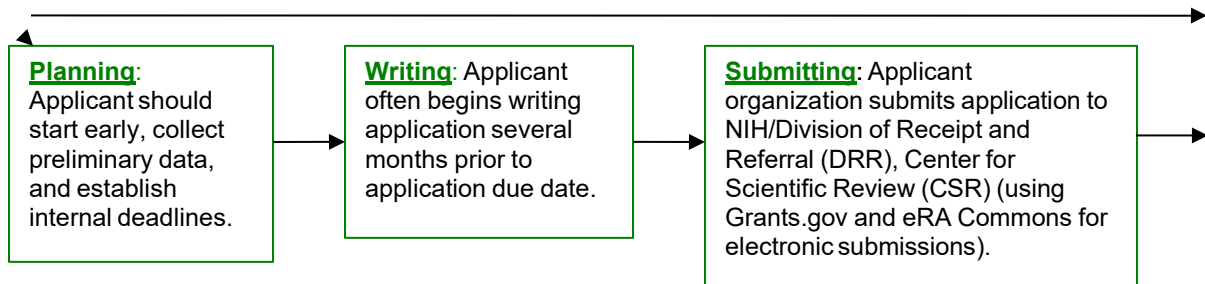 Planning:
Applicant should
start early, collect
preliminary data,
and establish
internal deadlines.
Writing: Applicant
often begins writing
application several
months prior to
application due date.
Submitting: Applicant
organization submits application to
NIH/Division of Receipt and
Referral (DRR), Center for
Scientific Review (CSR) (using
Grants.gov and eRA Commons for
electronic submissions).